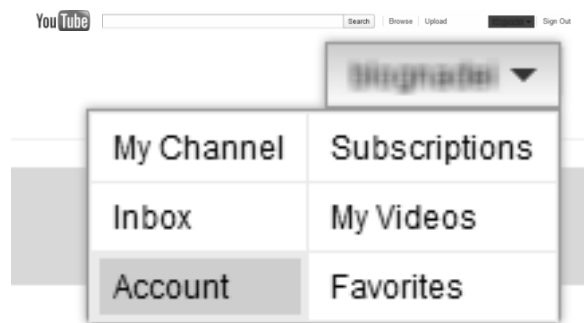 YouTube Search Browse Upload Sign Out
My Channel Subscriptions
Inbox My Videos
Account Favorites